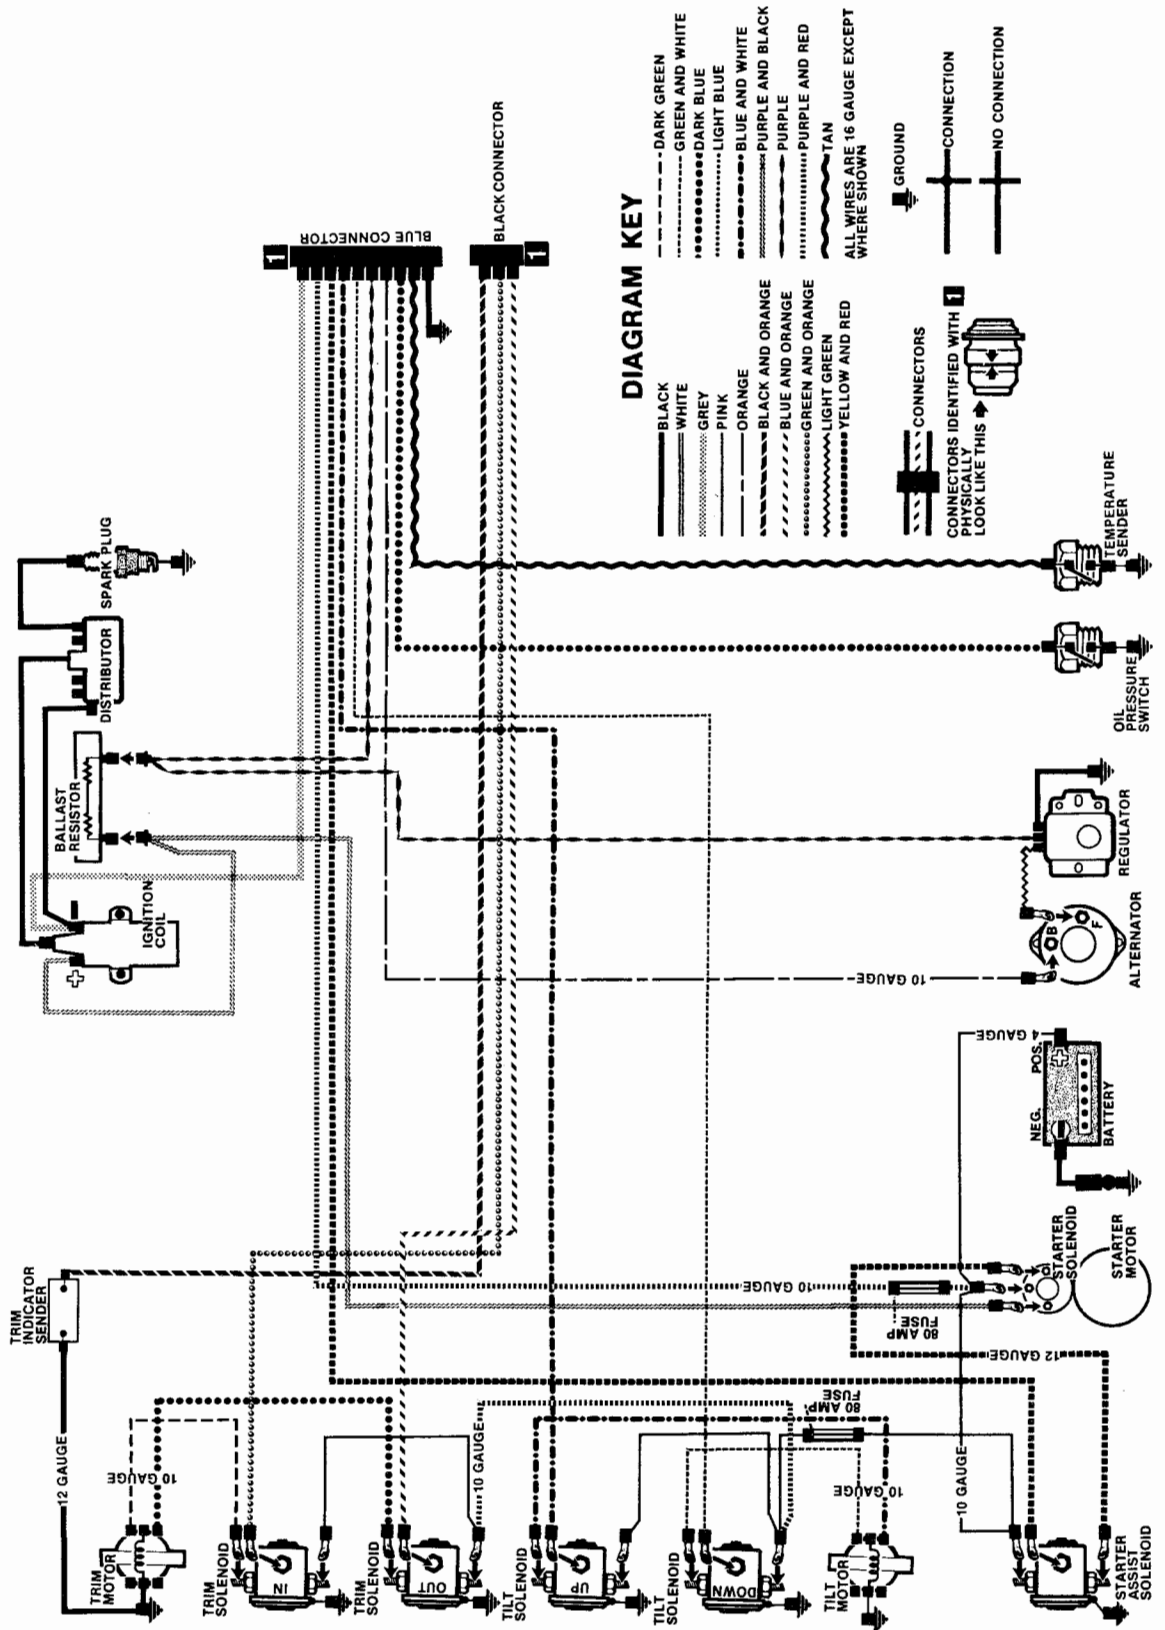 TRIM
INDICATOR
SENDER
12 GAUGE
TRIM
MOTOR
10 GAUGE
TRIM
SOLENOID
IN
TRIM
SOLENOID
OUT
10 GAUGE
TILT
SOLENOID
UP
TILT
SOLENOID
DOWN
80 AMP
FUSE
TILT
MOTOR
10 GAUGE
STARTER
ASSIST
SOLENOID
10 GAUGE
12 GAUGE
80 AMP
FUSE
10 GAUGE
STARTER
SOLENOID
STARTER
MOTOR
NEG.
POS.
BATTERY
4 GAUGE
10 GAUGE
ALTERNATOR
B
F
REGULATOR
OIL
PRESSURE
SWITCH
TEMPERATURE
SENDER
IGNITION
COIL
BALLAST
RESISTOR
DISTRIBUTOR
SPARK PLUG
1
BLUE CONNECTOR
BLACK CONNECTOR
1
DIAGRAM KEY
BLACK
WHITE
GREY
PINK
ORANGE
BLACK AND ORANGE
BLUE AND ORANGE
GREEN AND ORANGE
LIGHT GREEN
YELLOW AND RED
DARK GREEN
GREEN AND WHITE
DARK BLUE
LIGHT BLUE
BLUE AND WHITE
PURPLE AND BLACK
PURPLE
PURPLE AND RED
TAN
ALL WIRES ARE 16 GAUGE EXCEPT
WHERE SHOWN
CONNECTORS
CONNECTORS IDENTIFIED WITH 1
PHYSICALLY
LOOK LIKE THIS
GROUND
CONNECTION
NO CONNECTION